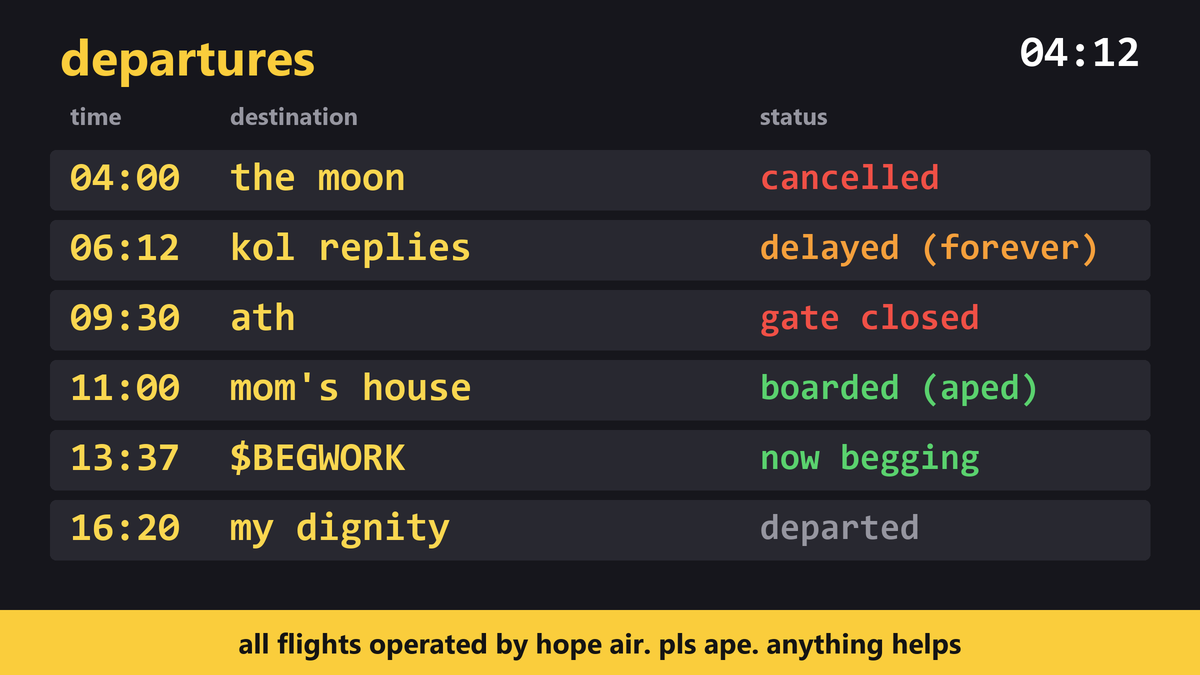 departures 04:12
time destination status
04:00 the moon cancelled
06:12 kol replies delayed (forever)
09:30 ath gate closed
11:00 mom's house boarded (aped)
13:37 $BEGWORK now begging
16:20 my dignity departed
all flights operated by hope air. pls ape. anything helps